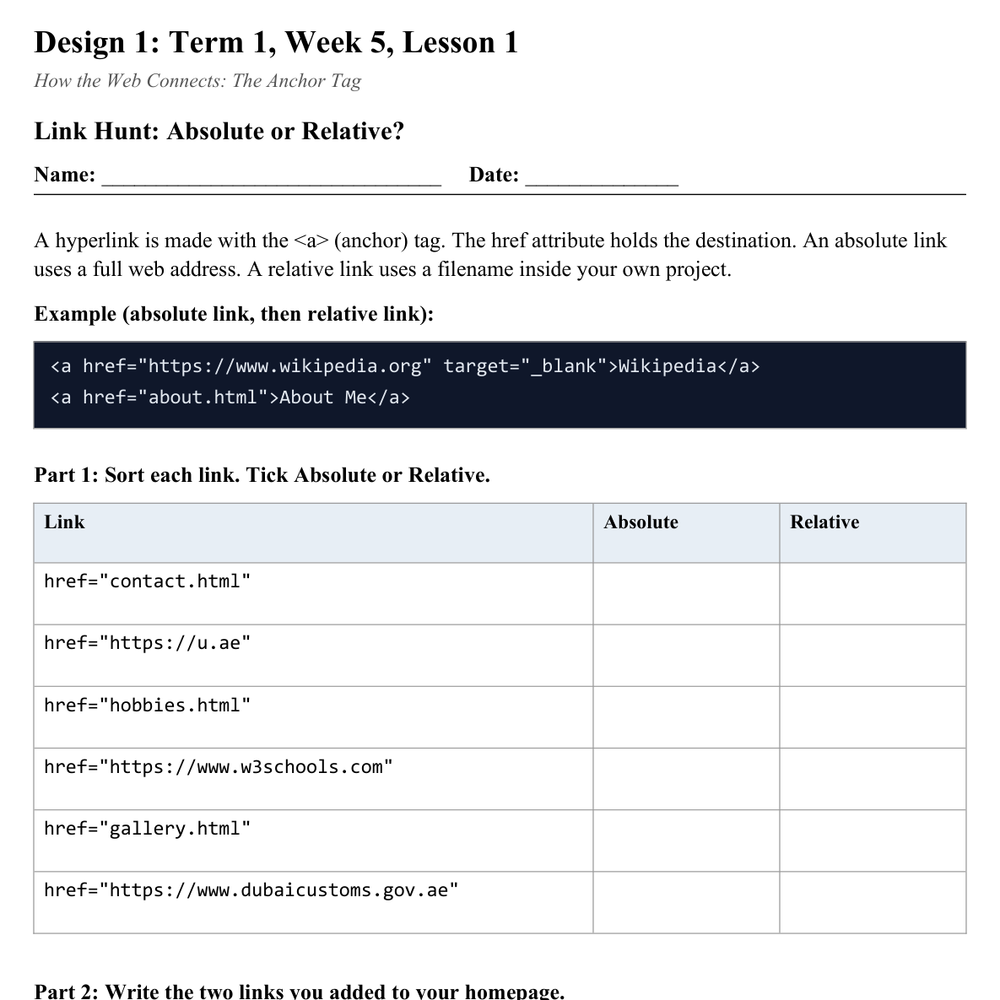 Design 1: Term 1, Week 5, Lesson 1
How the Web Connects: The Anchor Tag
Link Hunt: Absolute or Relative?
Name: _______________________________ Date: ______________
A hyperlink is made with the <a> (anchor) tag. The href attribute holds the destination. An absolute link
uses a full web address. A relative link uses a filename inside your own project.
Example (absolute link, then relative link):
<a href="https://www.wikipedia.org" target="_blank">Wikipedia</a>
<a href="about.html">About Me</a>
Part 1: Sort each link. Tick Absolute or Relative.
Link Absolute Relative
href="contact.html"
href="https://u.ae"
href="hobbies.html"
href="https://www.w3schools.com"
href="gallery.html"
href="https://www.dubaicustoms.gov.ae"
Part 2: Write the two links you added to your homepage.